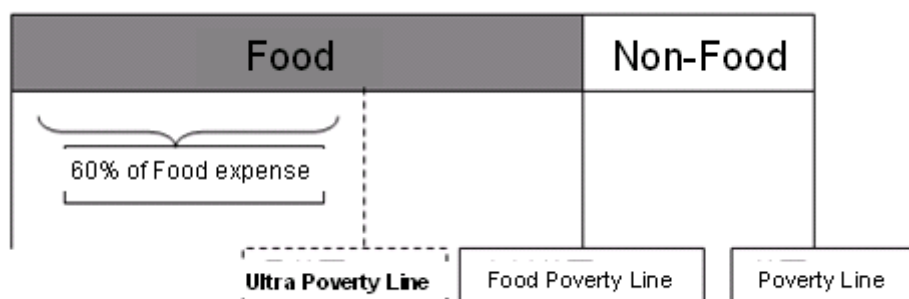 Food
Non-Food
60% of Food expense
Ultra Poverty Line
Food Poverty Line
Poverty Line